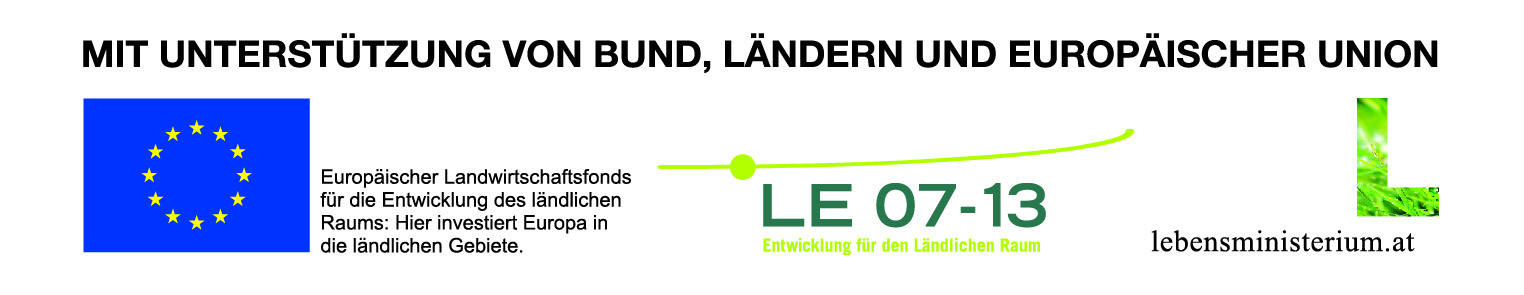 MIT UNTERSTÜTZUNG VON BUND, LÄNDERN UND EUROPÄISCHER UNION
Europäischer Landwirtschaftsfonds
für die Entwicklung des ländlichen
Raums: Hier investiert Europa in
die ländlichen Gebiete.
LE 07-13
Entwicklung für den Ländlichen Raum
L
lebensministerium.at